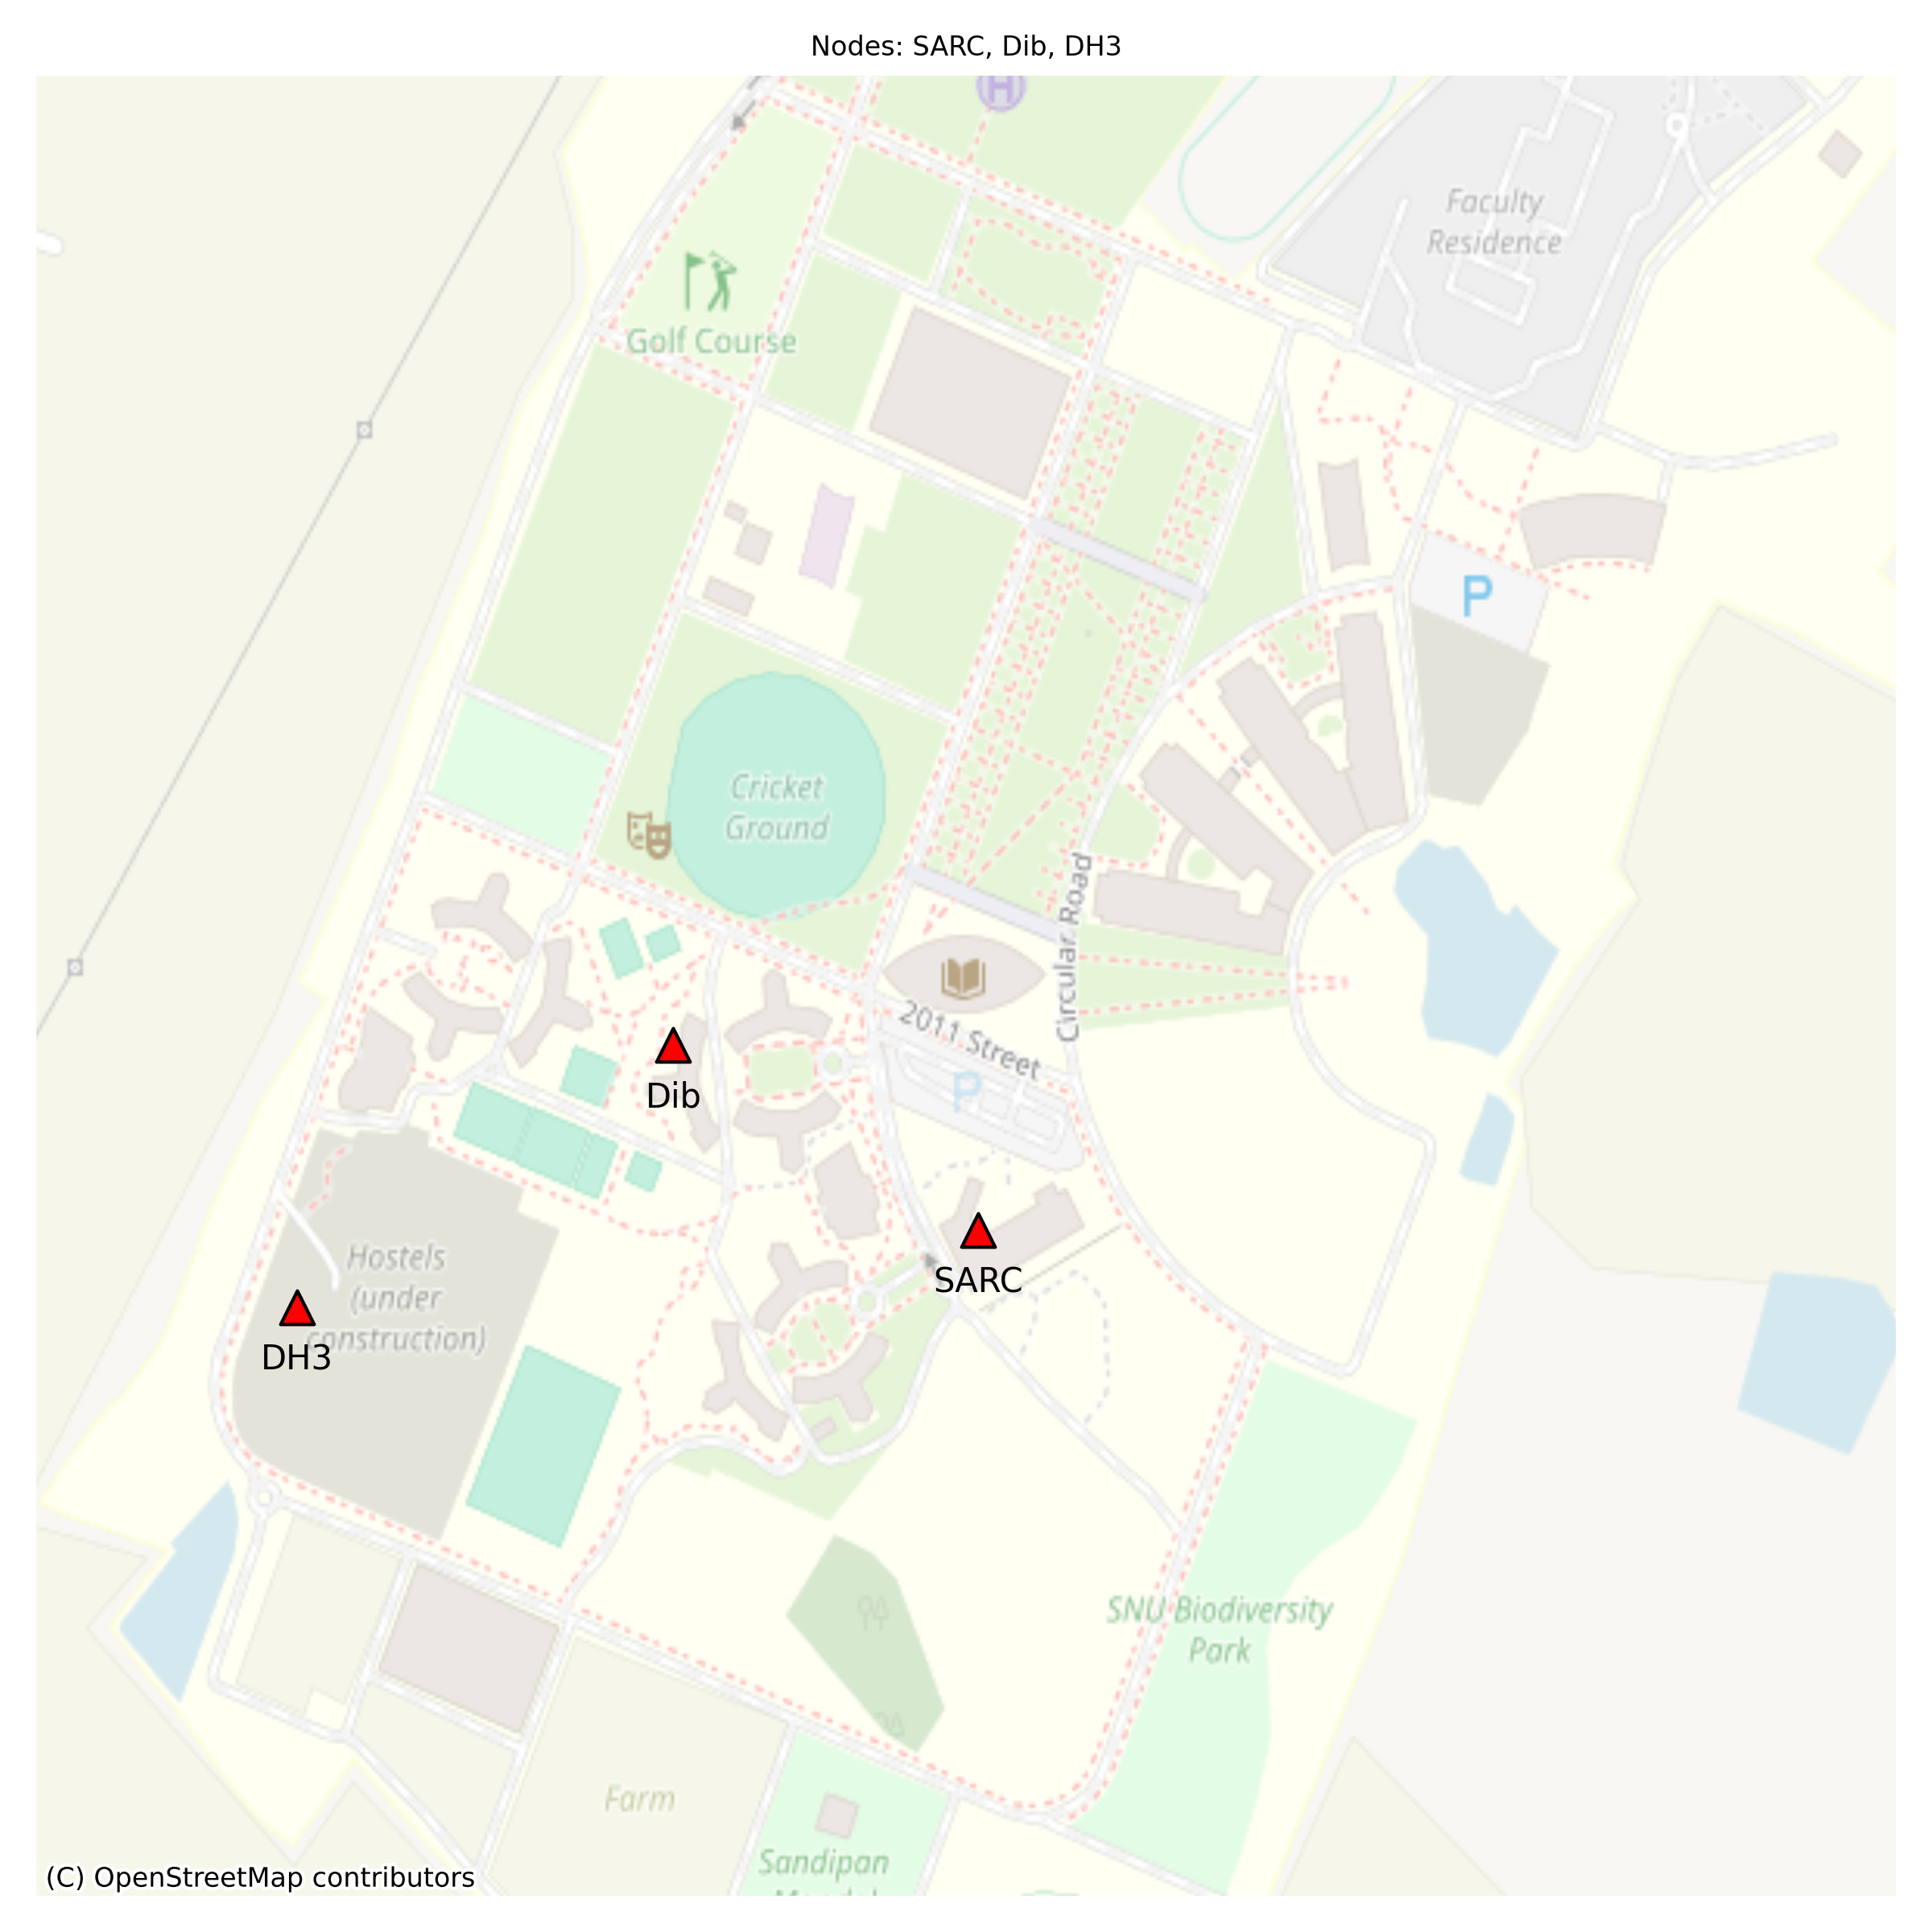 Nodes: SARC, Dib, DH3
H
Faculty
Residence
Golf Course
P
Cricket
Ground
Circular Road
2011 Street
P
Dib
SARC
Hostels
(under
construction)
DH3
SNU Biodiversity
Park
Farm
Sandipan
(C) OpenStreetMap contributors